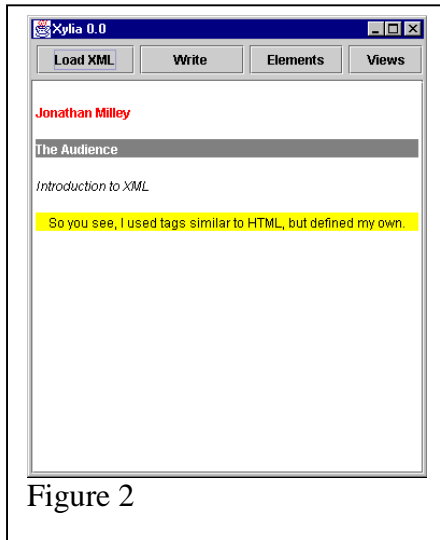 Xylia 0.0
Load XML Write Elements Views
Jonathan Milley
The Audience
Introduction to XML
So you see, I used tags similar to HTML, but defined my own.
Figure 2